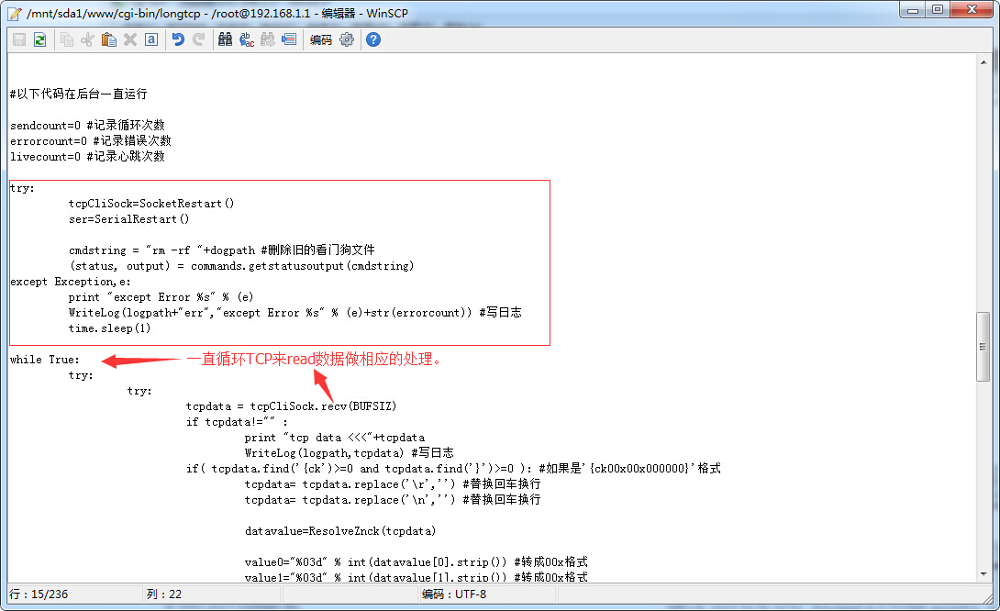 /mnt/sda1/www/cgi-bin/longtcp - /root@192.168.1.1 - 编辑器 - WinSCP
编码
#以下代码在后台一直运行
sendcount=0 #记录循环次数
errorcount=0 #记录错误次数
livecount=0 #记录心跳次数
try:
tcpCliSock=SocketRestart()
ser=SerialRestart()
cmdstring = "rm -rf "+dogpath #删除旧的看门狗文件
(status, output) = commands.getstatusoutput(cmdstring)
except Exception,e:
print "except Error %s" % (e)
WriteLog(logpath+"err","except Error %s" % (e)+str(errorcount)) #写日志
time.sleep(1)
while True: 一直循环TCP来read数据做相应的处理。
try:
try:
tcpdata = tcpCliSock.recv(BUFSIZ)
if tcpdata!="" :
print "tcp data <<<"+tcpdata
WriteLog(logpath,tcpdata) #写日志
if( tcpdata.find('{ck')>=0 and tcpdata.find('}')>=0 ): #如果是'{ck00x00x000000}'格式
tcpdata= tcpdata.replace('\r','') #替换回车换行
tcpdata= tcpdata.replace('\n','') #替换回车换行
datavalue=ResolveZnck(tcpdata)
value0="%03d" % int(datavalue[0].strip()) #转成00x格式
value1="%03d" % int(datavalue[1].strip()) #转成00x格式
行：15/236 列：22 编码：UTF-8